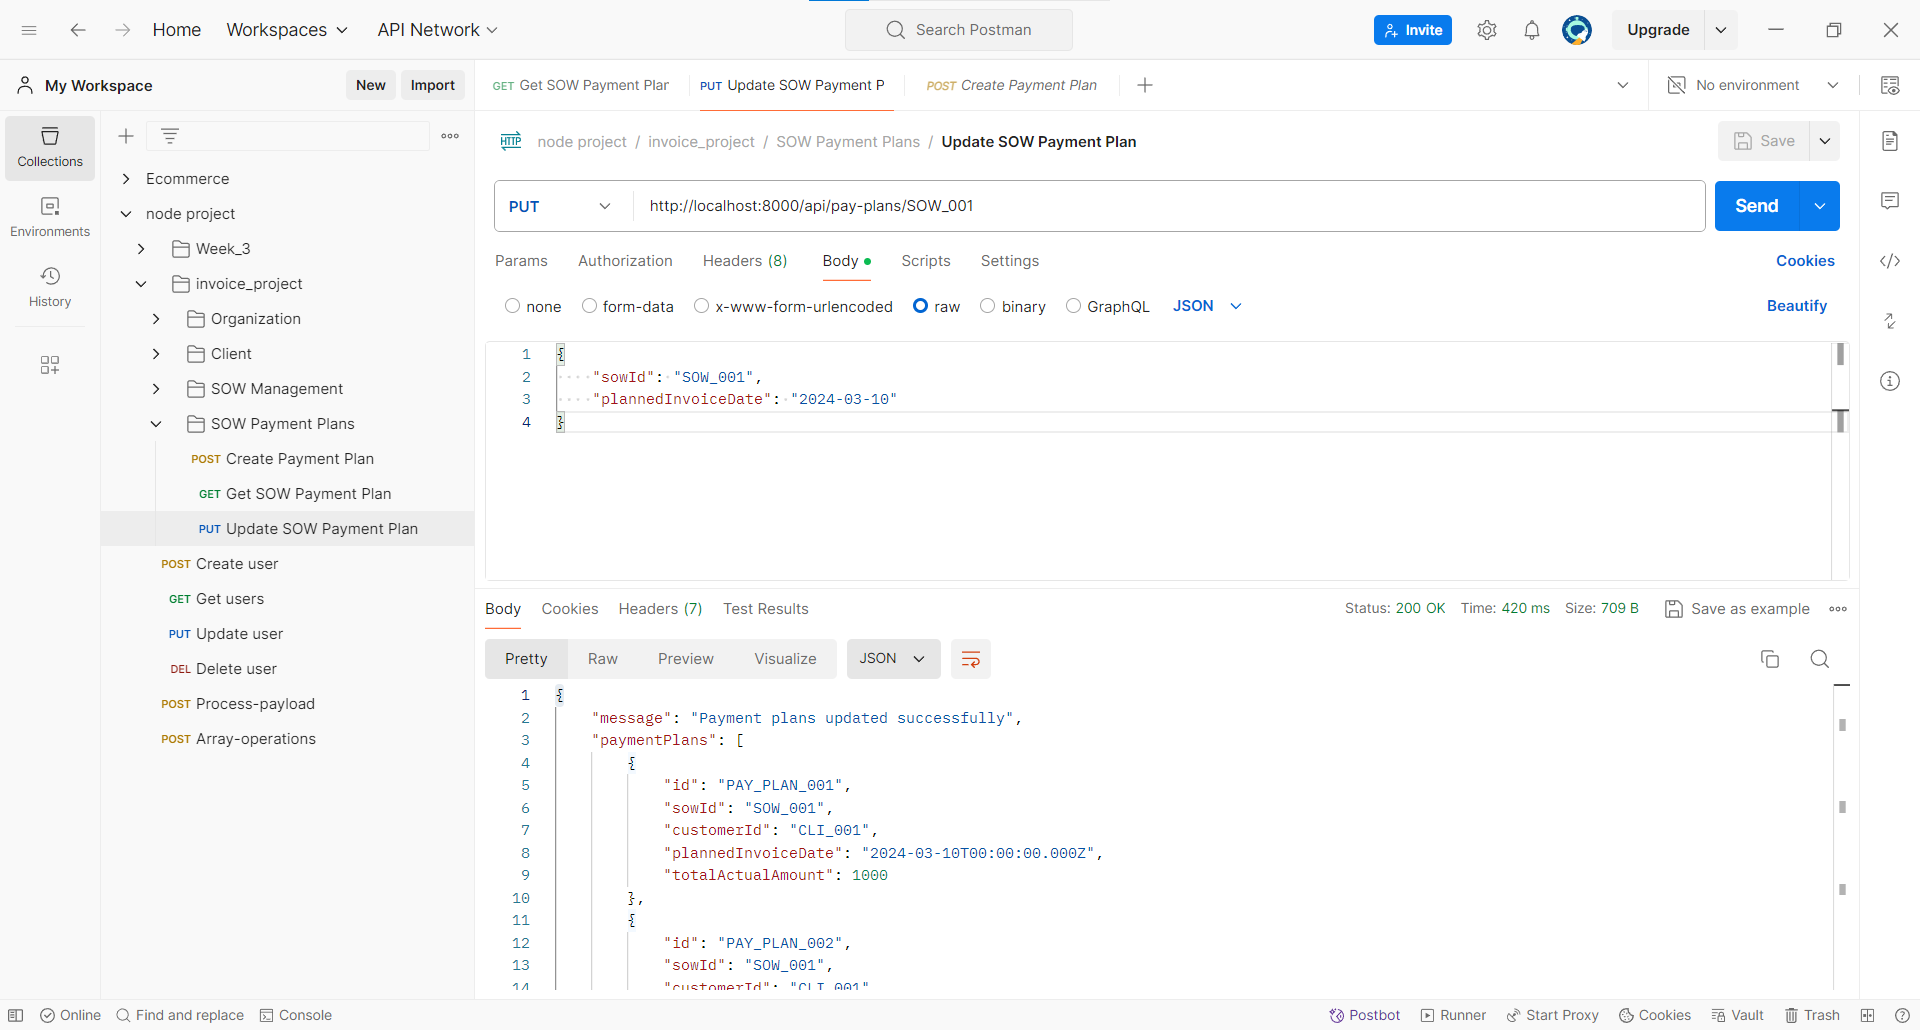 Home Workspaces API Network Search Postman Invite Upgrade
My Workspace New Import GET Get SOW Payment Plan PUT Update SOW Payment P POST Create Payment Plan No environment
Collections
Environments
History
Ecommerce
node project
Week_3
invoice_project
Organization
Client
SOW Management
SOW Payment Plans
POST Create Payment Plan
GET Get SOW Payment Plan
PUT Update SOW Payment Plan
POST Create user
GET Get users
PUT Update user
DEL Delete user
POST Process-payload
POST Array-operations
HTTP node project / invoice_project / SOW Payment Plans / Update SOW Payment Plan Save
PUT http://localhost:8000/api/pay-plans/SOW_001 Send
Params Authorization Headers (8) Body Scripts Settings Cookies
none form-data x-www-form-urlencoded raw binary GraphQL JSON Beautify
1 {
2 "sowId": "SOW_001",
3 "plannedInvoiceDate": "2024-03-10"
4 }
Body Cookies Headers (7) Test Results Status: 200 OK Time: 420 ms Size: 709 B Save as example
Pretty Raw Preview Visualize JSON
1 {
2 "message": "Payment plans updated successfully",
3 "paymentPlans": [
4 {
5 "id": "PAY_PLAN_001",
6 "sowId": "SOW_001",
7 "customerId": "CLI_001",
8 "plannedInvoiceDate": "2024-03-10T00:00:00.000Z",
9 "totalActualAmount": 1000
10 },
11 {
12 "id": "PAY_PLAN_002",
13 "sowId": "SOW_001",
14 "customerId": "CLI_001"
Online Find and replace Console Postbot Runner Start Proxy Cookies Vault Trash